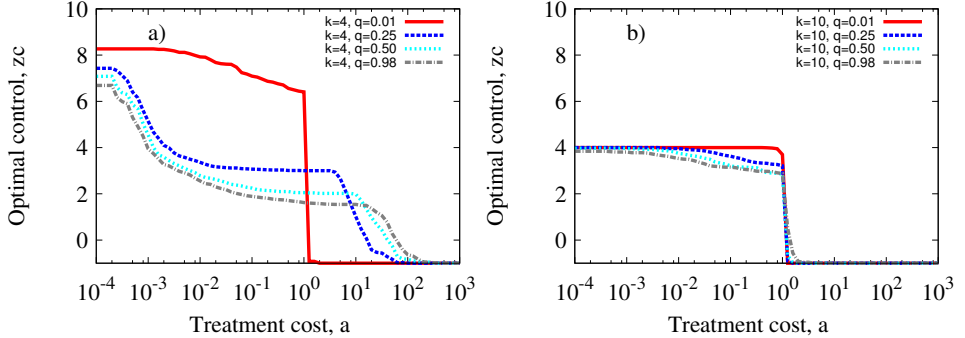 a)
k=4, q=0.01
k=4, q=0.25
k=4, q=0.50
k=4, q=0.98
Optimal control, zc
10
8
6
4
2
0
10^-4 10^-3 10^-2 10^-1 10^0 10^1 10^2 10^3
Treatment cost, a
b)
k=10, q=0.01
k=10, q=0.25
k=10, q=0.50
k=10, q=0.98
Optimal control, zc
10
8
6
4
2
0
10^-4 10^-3 10^-2 10^-1 10^0 10^1 10^2 10^3
Treatment cost, a